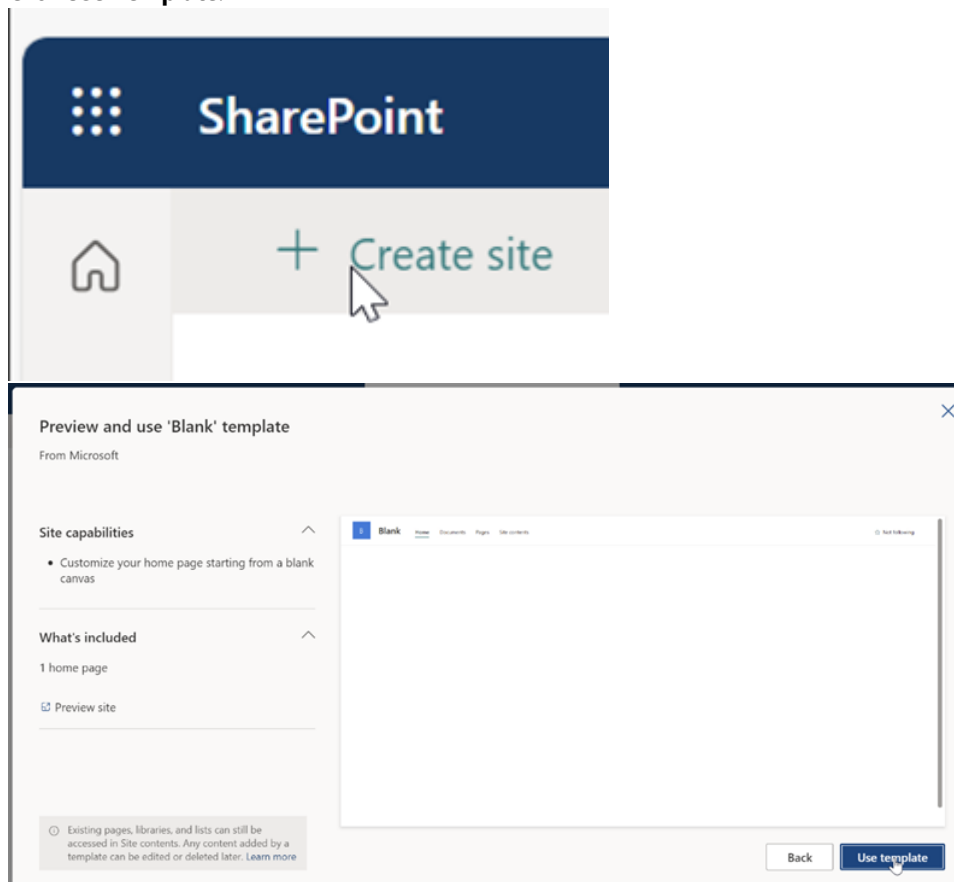 SharePoint
+ Create site
Preview and use 'Blank' template
From Microsoft
Site capabilities
• Customize your home page starting from a blank
canvas
What's included
1 home page
Preview site
Existing pages, libraries, and lists can still be
accessed in Site contents. Any content added by a
template can be edited or deleted later. Learn more
Blank Home Documents Pages Site contents
Not following
Back
Use template